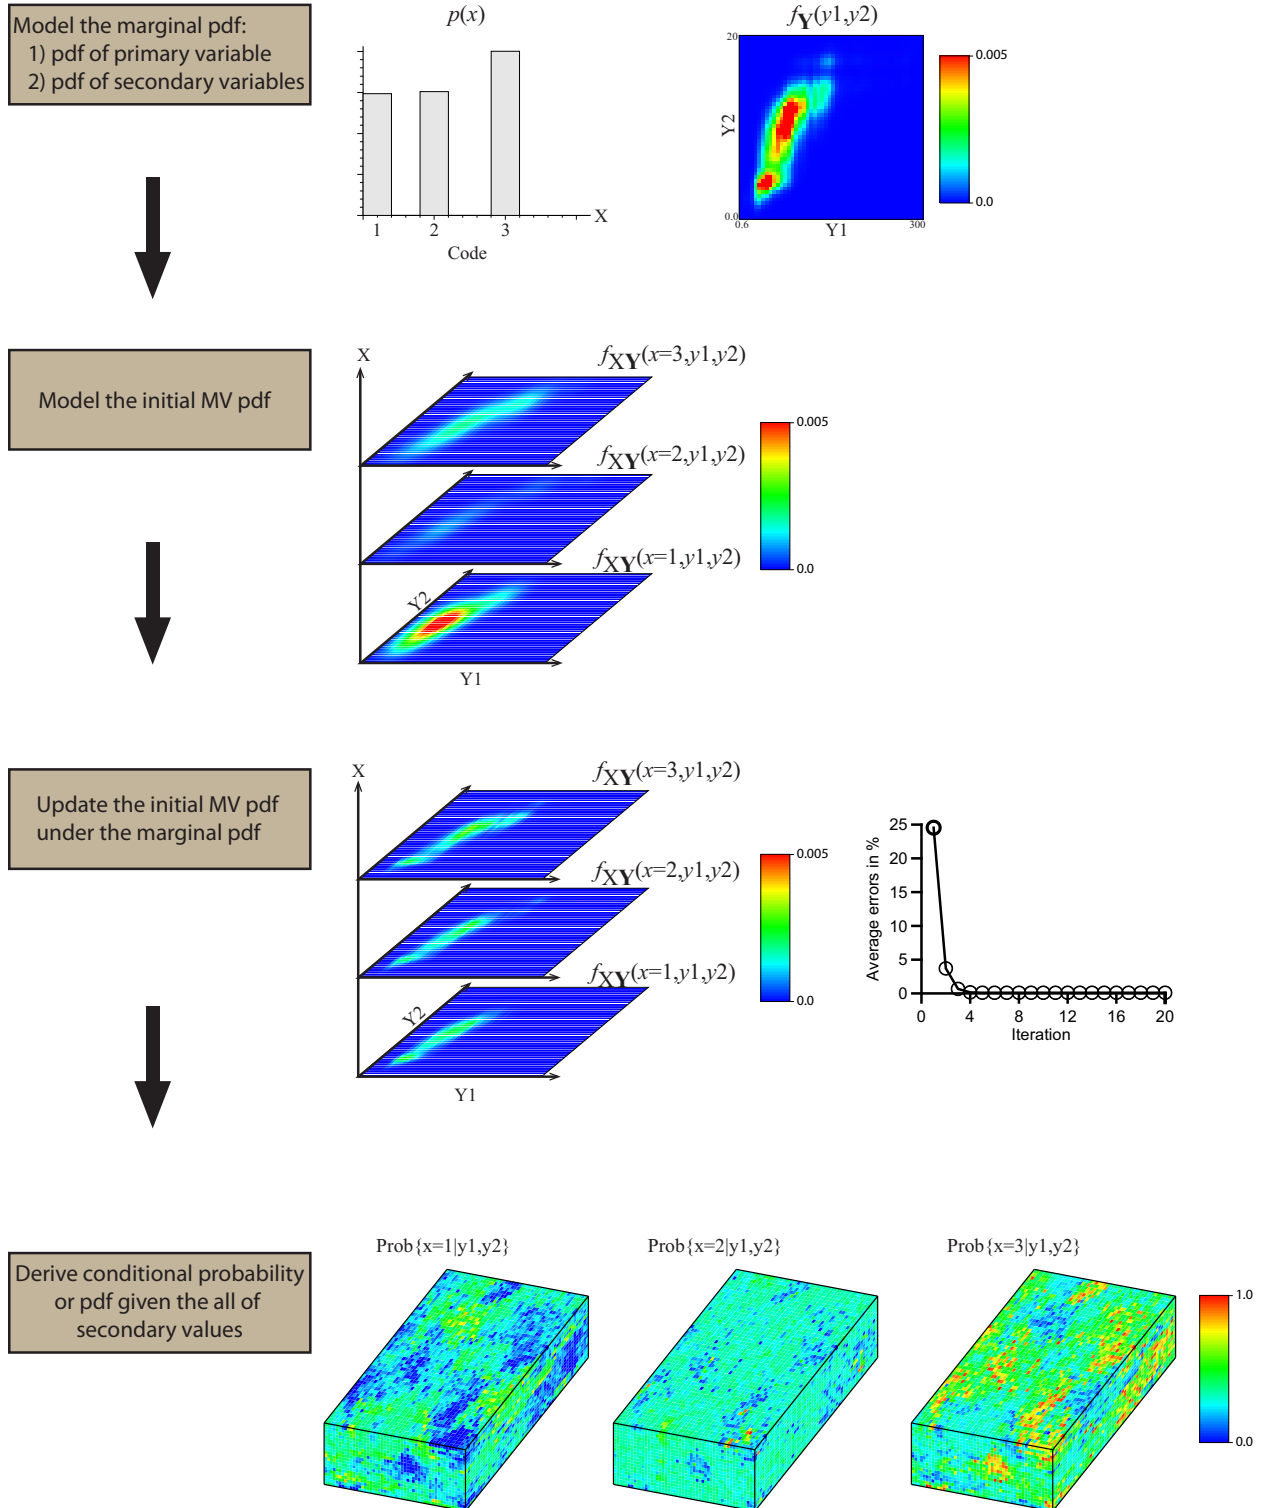 Model the marginal pdf:
1) pdf of primary variable
2) pdf of secondary variables
p(x)
X
1 2 3
Code
fY(y1,y2)
20
Y2
0.0
0.6
Y1
300
0.005
0.0
Model the initial MV pdf
X
fXY(x=3,y1,y2)
fXY(x=2,y1,y2)
fXY(x=1,y1,y2)
Y2
Y1
0.005
0.0
Update the initial MV pdf
under the marginal pdf
X
fXY(x=3,y1,y2)
fXY(x=2,y1,y2)
fXY(x=1,y1,y2)
Y2
Y1
0.005
0.0
Average errors in %
25
20
15
10
5
0
0 4 8 12 16 20
Iteration
Derive conditional probability
or pdf given the all of
secondary values
Prob{x=1|y1,y2}
Prob{x=2|y1,y2}
Prob{x=3|y1,y2}
1.0
0.0